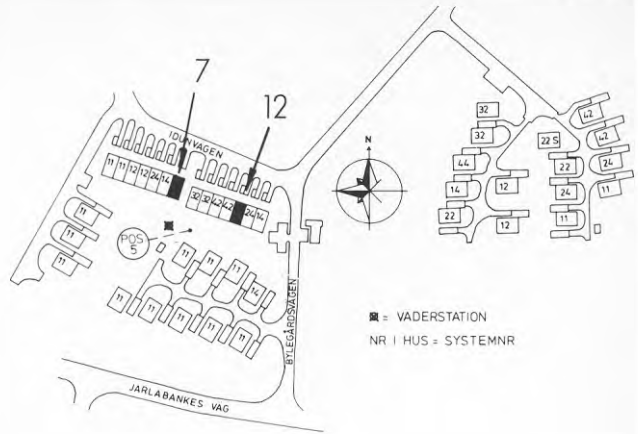 7
12
IDUNVÄGEN
11 11 12 12 24 14
32 32 42 42 24 14
N
32
32
44
14
22
12
12
42
42
22 S
24
22
24
11
11
11
11
11
POS
5
11
11
11
14
11
11
11
11
11
BYLEGÅRDSVÄGEN
JARLABANKES VÄG
= VÄDERSTATION
NR I HUS = SYSTEMNR